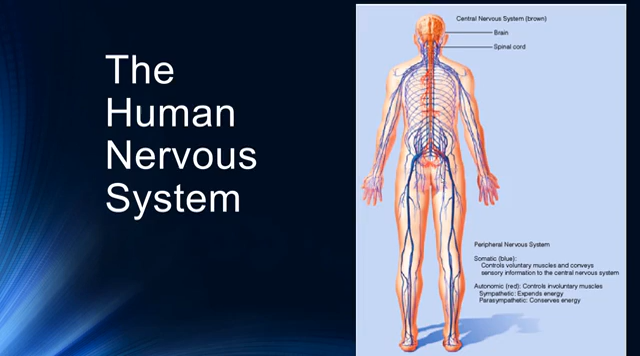 The
Human
Nervous
System
Central Nervous System (brown)
Brain
Spinal cord
Peripheral Nervous System
Somatic (blue):
Controls voluntary muscles and conveys
sensory information to the central nervous system
Autonomic (red): Controls involuntary muscles
Sympathetic: Expends energy
Parasympathetic: Conserves energy